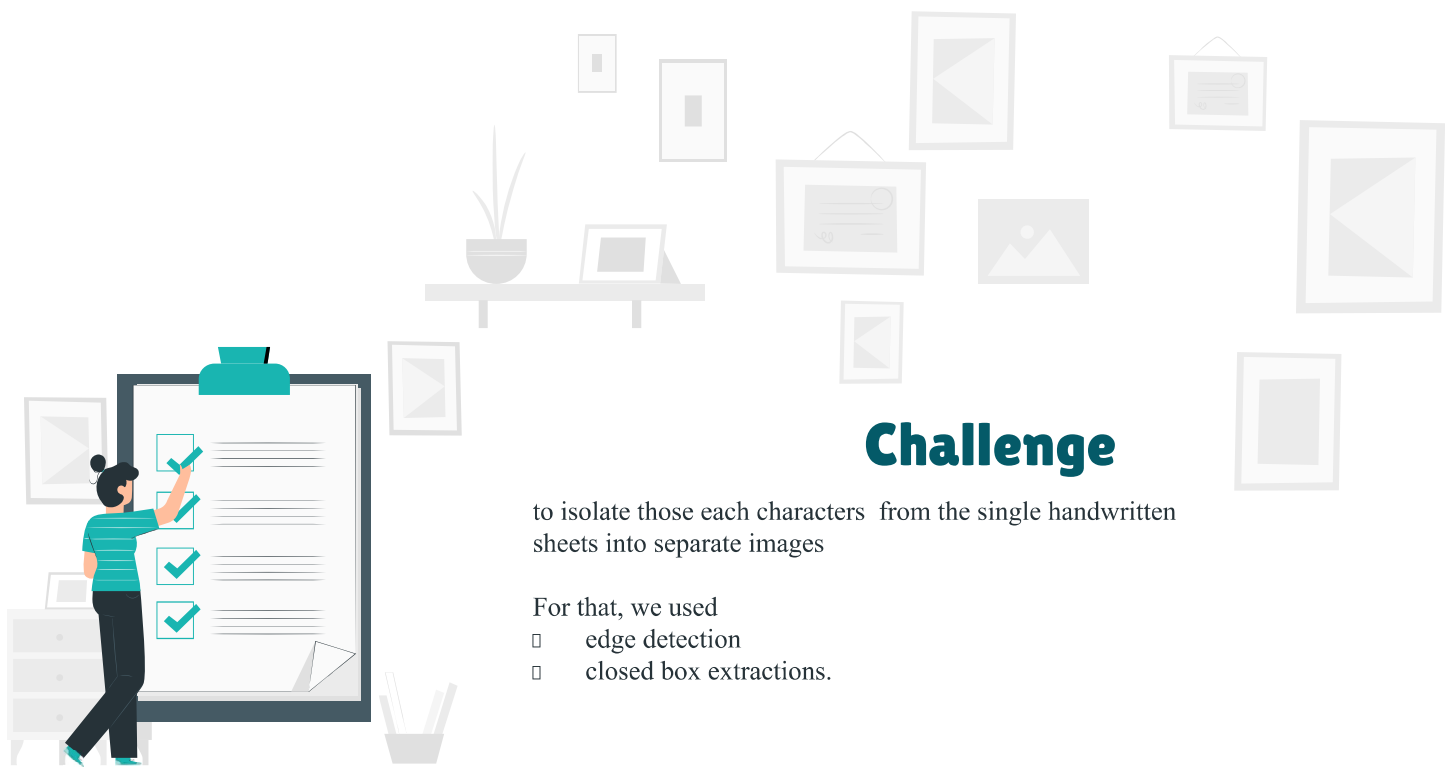 Challenge
to isolate those each characters  from the single handwritten
sheets into separate images
For that, we used
▯ edge detection
▯ closed box extractions.